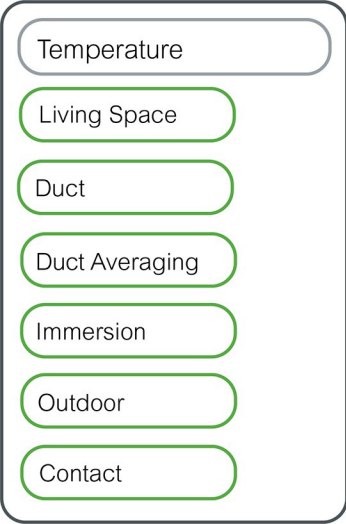 Temperature
Living Space
Duct
Duct Averaging
Immersion
Outdoor
Contact